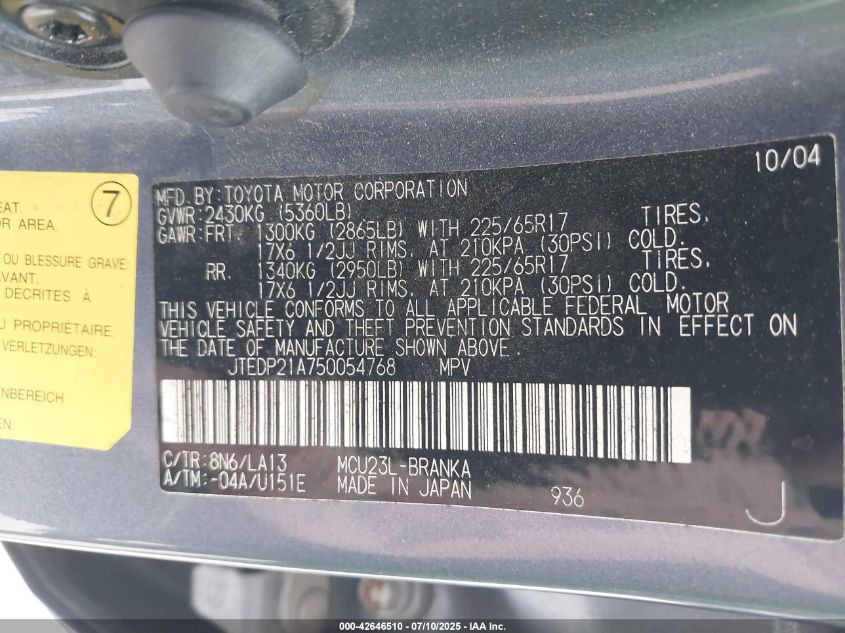 7
EAT.
OR AREA.
OU BLESSURE GRAVE
AVANT.
DÉCRITES À
U PROPRIÉTAIRE.
VERLETZUNGEN
NBEREICH
10/04
MFD. BY: TOYOTA MOTOR CORPORATION
GVWR: 2430KG (5360LB)
GAWR: FRT. 1300KG (2865LB) WITH 225/65R17 TIRES,
17X6 1/2JJ RIMS, AT 210KPA (30PSI) COLD.
RR. 1340KG (2950LB) WITH 225/65R17 TIRES,
17X6 1/2JJ RIMS, AT 210KPA (30PSI) COLD.
THIS VEHICLE CONFORMS TO ALL APPLICABLE FEDERAL MOTOR
VEHICLE SAFETY AND THEFT PREVENTION STANDARDS IN EFFECT ON
THE DATE OF MANUFACTURE SHOWN ABOVE.
JTEDP21A750054768 MPV
C/TR: 8N6/LA13 MCU23L-BRANKA
A/TM: -04A/U151E MADE IN JAPAN 936 J
000-42646510 - 07/10/2025 - IAA Inc.